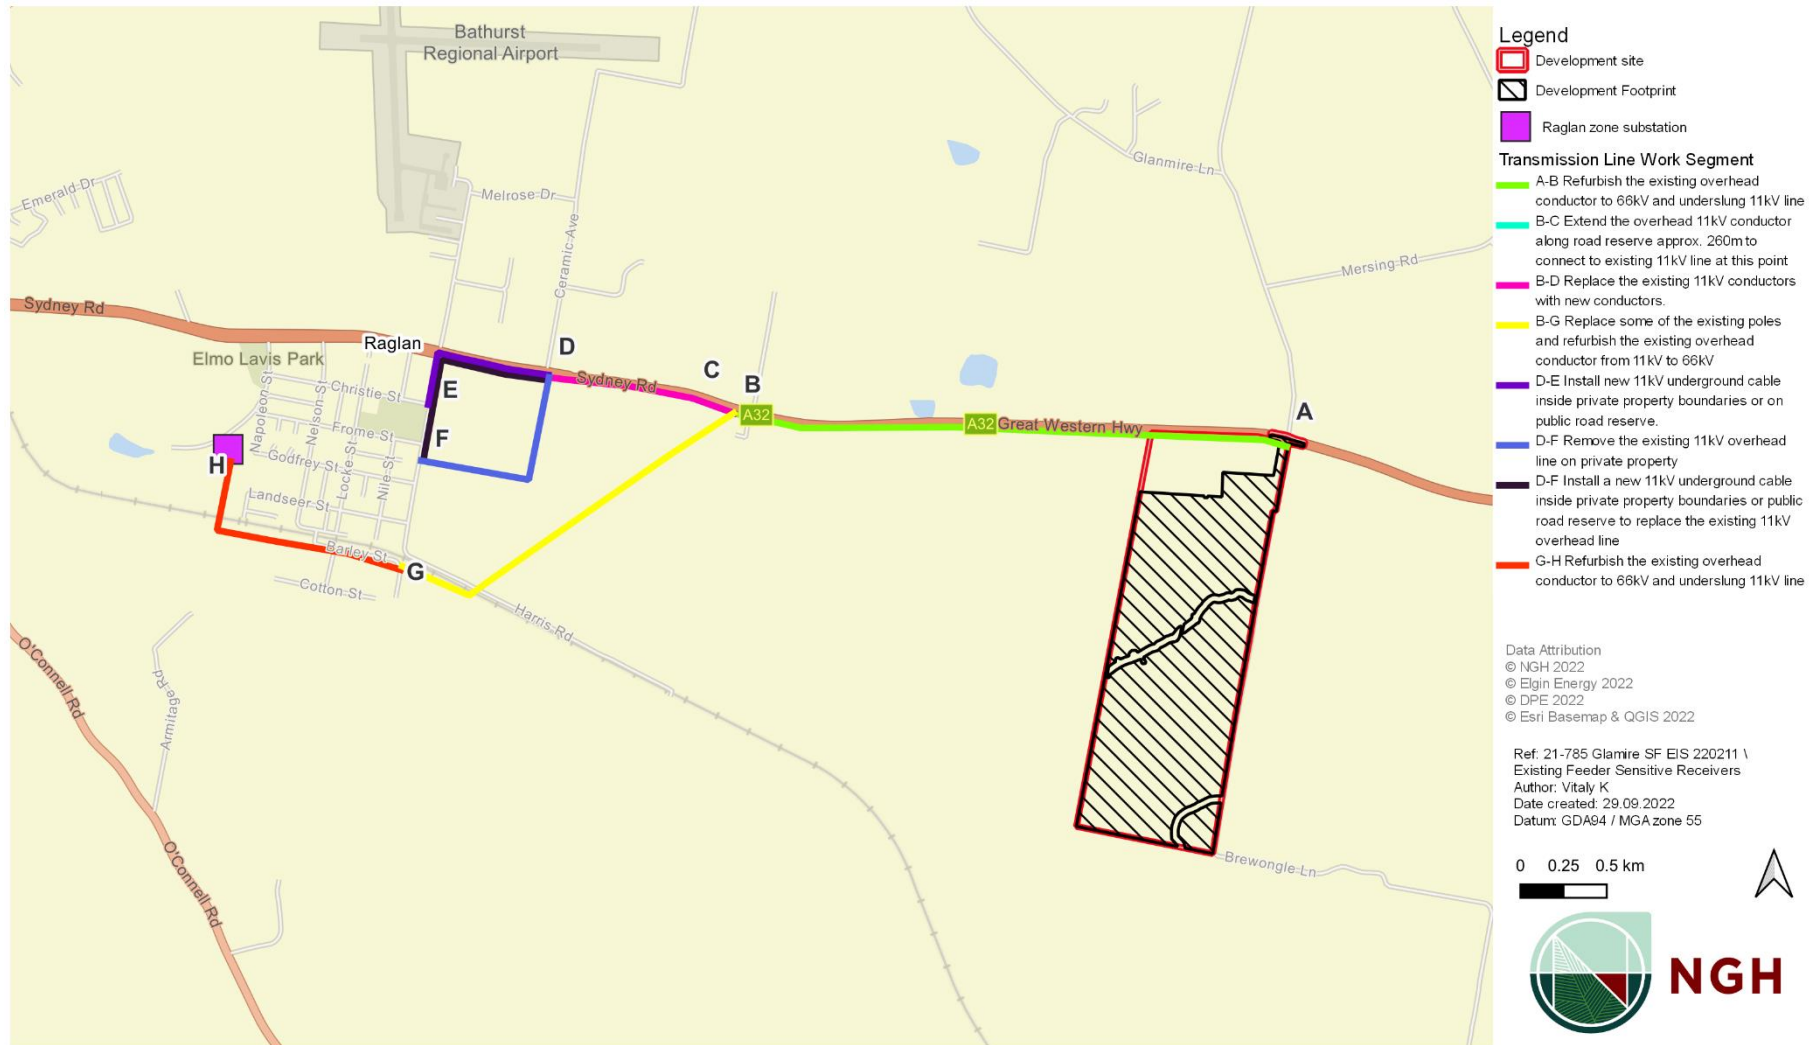 Bathurst
Regional Airport
Emerald Dr
Melrose Dr
Ceramic Ave
Glanmire Ln
Mersing Rd
Sydney Rd
Raglan
D
Elmo Lavis Park
Sydney Rd
C
B
A32
A32
Great Western Hwy
A
Christie St
E
Napoleon St
Nelson St
Frome St
F
H
Godfrey St
Locke St
Nile St
Landseer St
Barley St
G
Cotton St
Harris Rd
O'Connell Rd
Armitage Rd
O'Connell Rd
Brewongle Ln
Legend
Development site
Development Footprint
Raglan zone substation
Transmission Line Work Segment
A-B Refurbish the existing overhead
conductor to 66kV and underslung 11kV line
B-C Extend the overhead 11kV conductor
along road reserve approx. 260m to
connect to existing 11kV line at this point
B-D Replace the existing 11kV conductors
with new conductors.
B-G Replace some of the existing poles
and refurbish the existing overhead
conductor from 11kV to 66kV
D-E Install new 11kV underground cable
inside private property boundaries or on
public road reserve.
D-F Remove the existing 11kV overhead
line on private property
D-F Install a new 11kV underground cable
inside private property boundaries or public
road reserve to replace the existing 11kV
overhead line
G-H Refurbish the existing overhead
conductor to 66kV and underslung 11kV line
Data Attribution
© NGH 2022
© Elgin Energy 2022
© DPE 2022
© Esri Basemap & QGIS 2022
Ref: 21-785 Glamire SF EIS 220211 \
Existing Feeder Sensitive Receivers
Author: Vitaly K
Date created: 29.09.2022
Datum: GDA94 / MGA zone 55
0 0.25 0.5 km
NGH